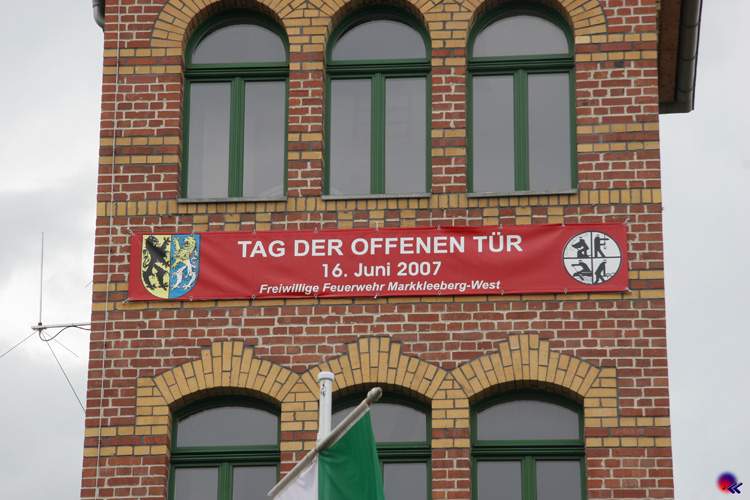 TAG DER OFFENEN TÜR
16. Juni 2007
Freiwillige Feuerwehr Markkleeberg-West